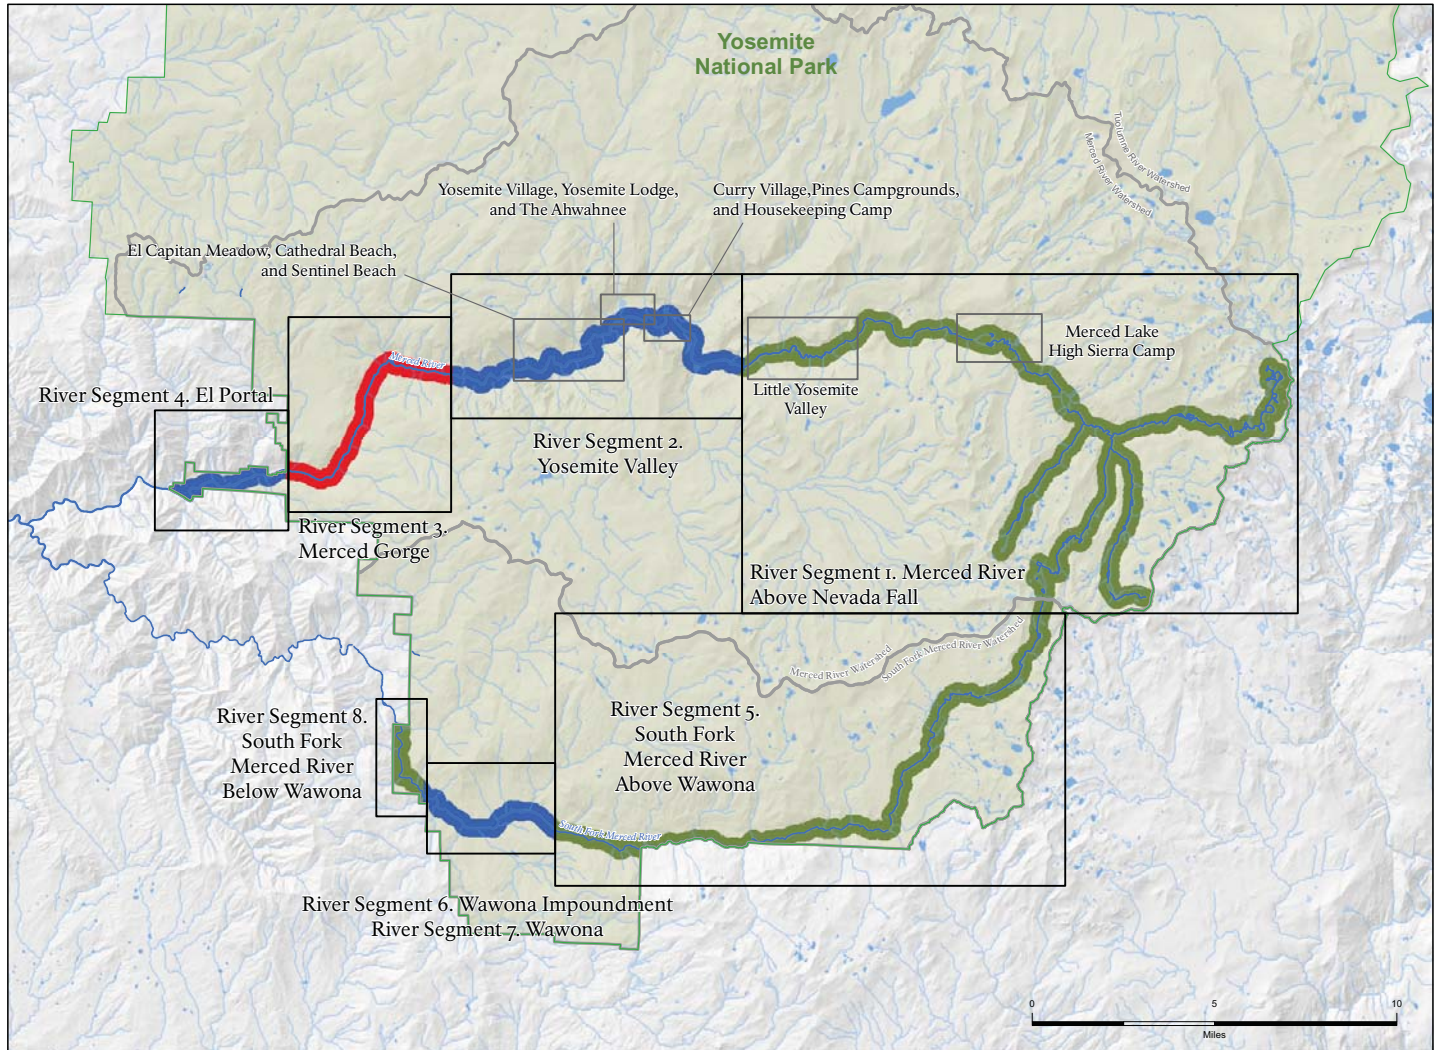 Yosemite
National Park
Tuolumne River Watershed
Merced River Watershed
Yosemite Village, Yosemite Lodge,
and The Ahwahnee
Curry Village,Pines Campgrounds,
and Housekeeping Camp
El Capitan Meadow, Cathedral Beach,
and Sentinel Beach
Merced Lake
High Sierra Camp
Merced River
Little Yosemite
Valley
River Segment 4. El Portal
River Segment 2.
Yosemite Valley
River Segment 3.
Merced Gorge
River Segment 1. Merced River
Above Nevada Fall
Merced River Watershed
South Fork Merced River Watershed
River Segment 8.
South Fork
Merced River
Below Wawona
River Segment 5.
South Fork
Merced River
Above Wawona
South Fork Merced River
River Segment 6. Wawona Impoundment
River Segment 7. Wawona
0 5 10
Miles